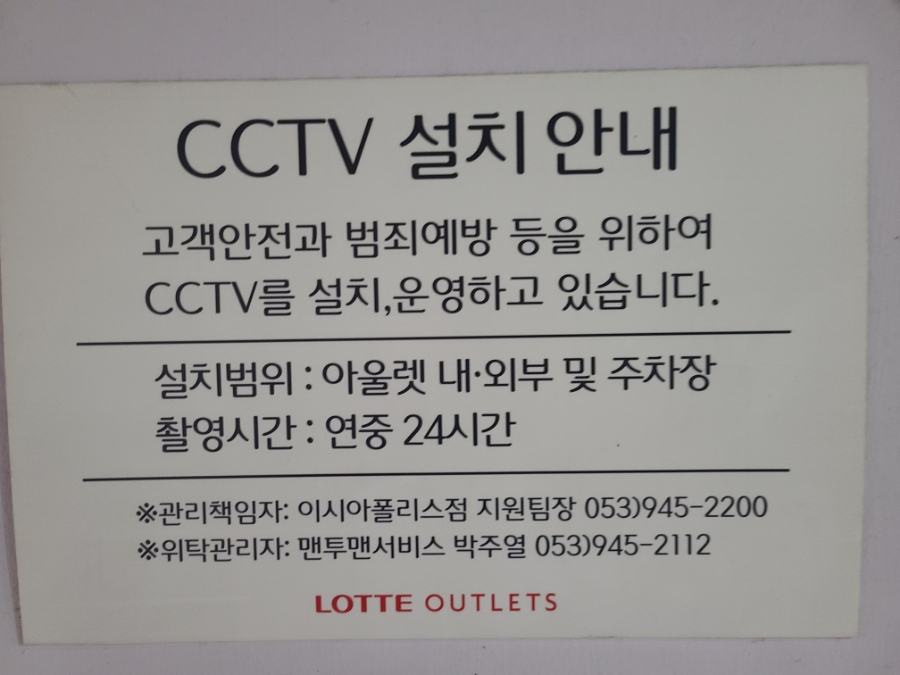 CCTV 설치 안내
고객안전과 범죄예방 등을 위하여
CCTV를 설치,운영하고 있습니다.
설치범위 : 아울렛 내·외부 및 주차장
촬영시간 : 연중 24시간
※관리책임자: 이시아폴리스점 지원팀장 053)945-2200
※위탁관리자: 맨투맨서비스 박주열 053)945-2112
LOTTE OUTLETS